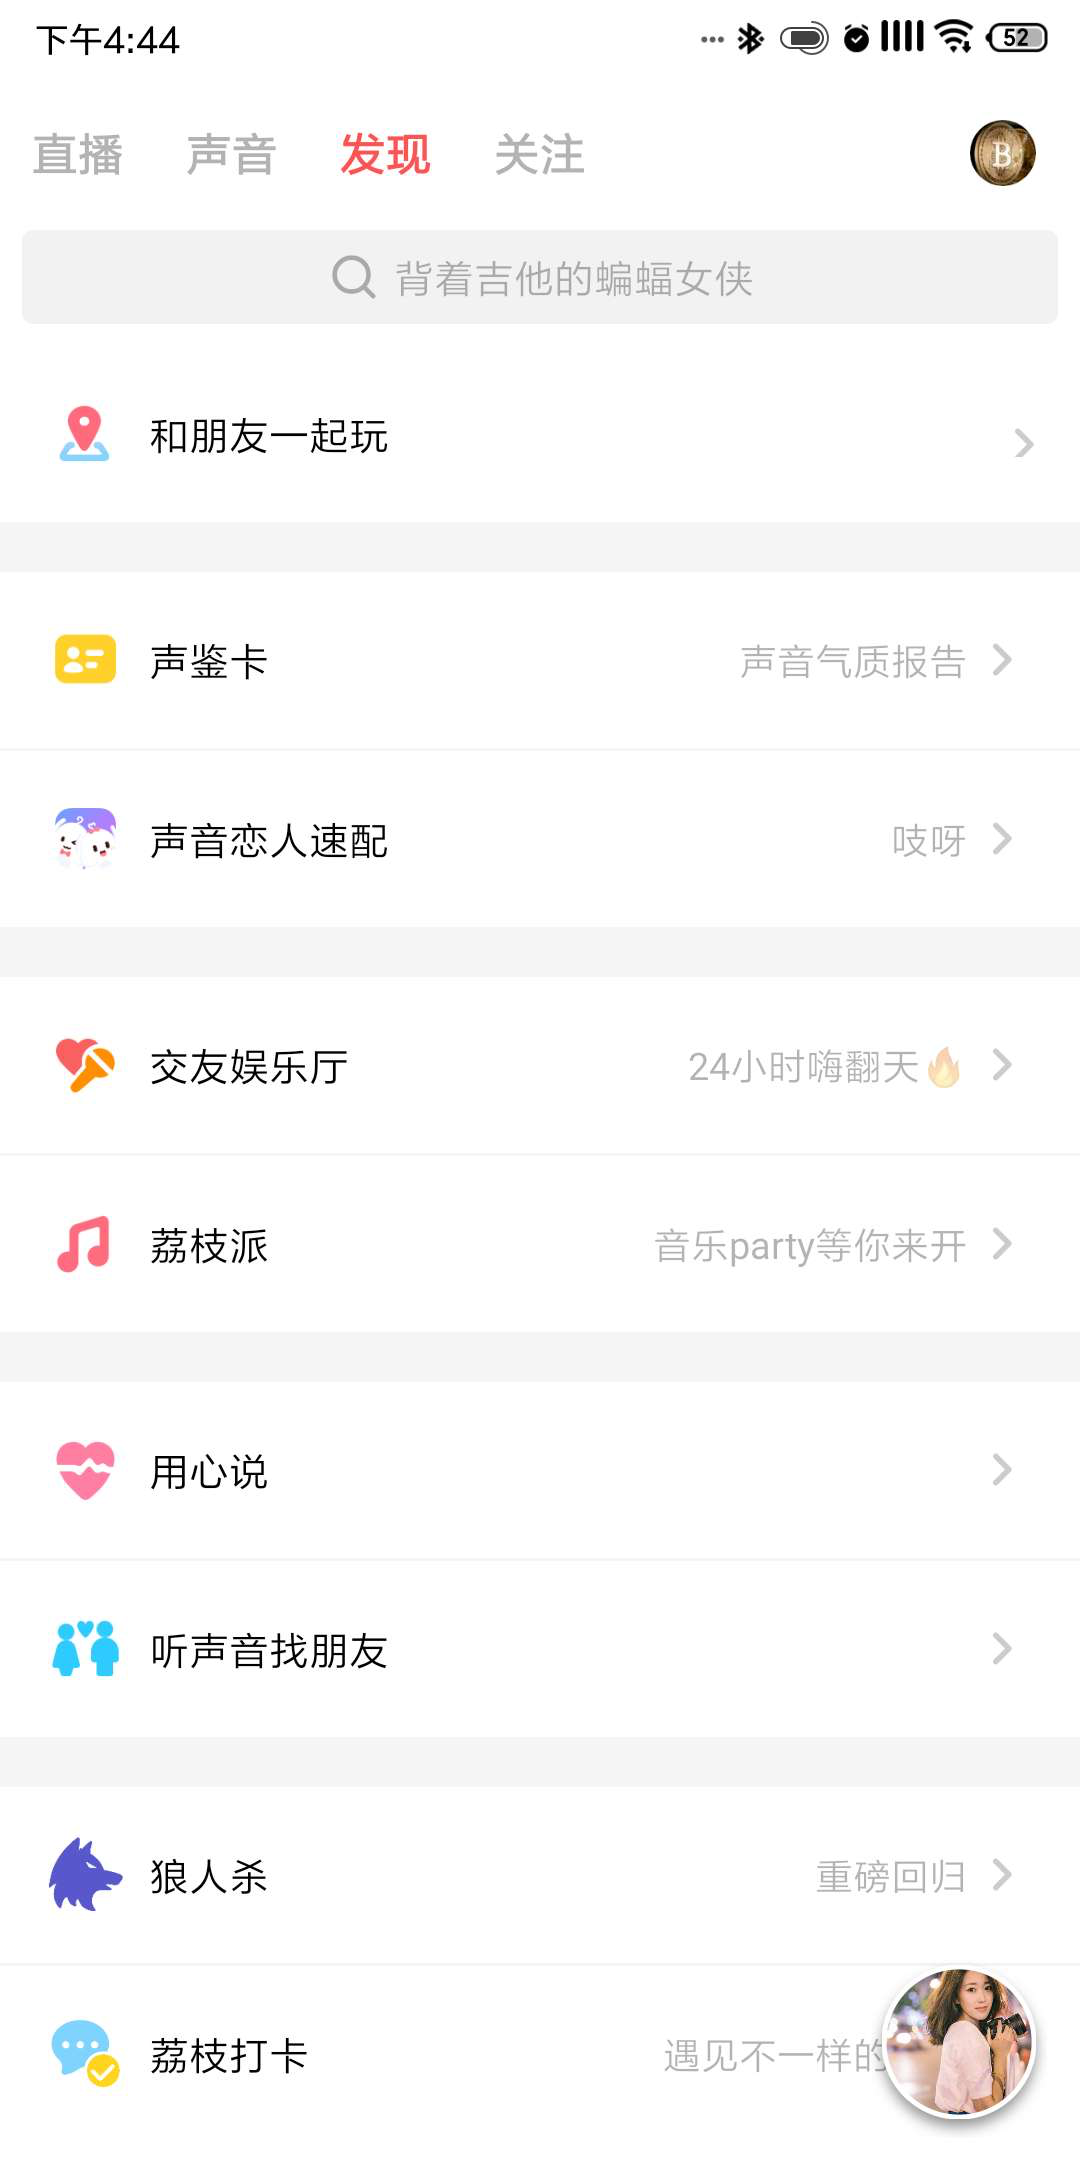 下午4:44
52
直播 声音 发现 关注
背着吉他的蝙蝠女侠
和朋友一起玩
声鉴卡 声音气质报告
声音恋人速配 吱呀
交友娱乐厅 24小时嗨翻天🔥
荔枝派 音乐party等你来开
用心说
听声音找朋友
狼人杀 重磅回归
荔枝打卡 遇见不一样的